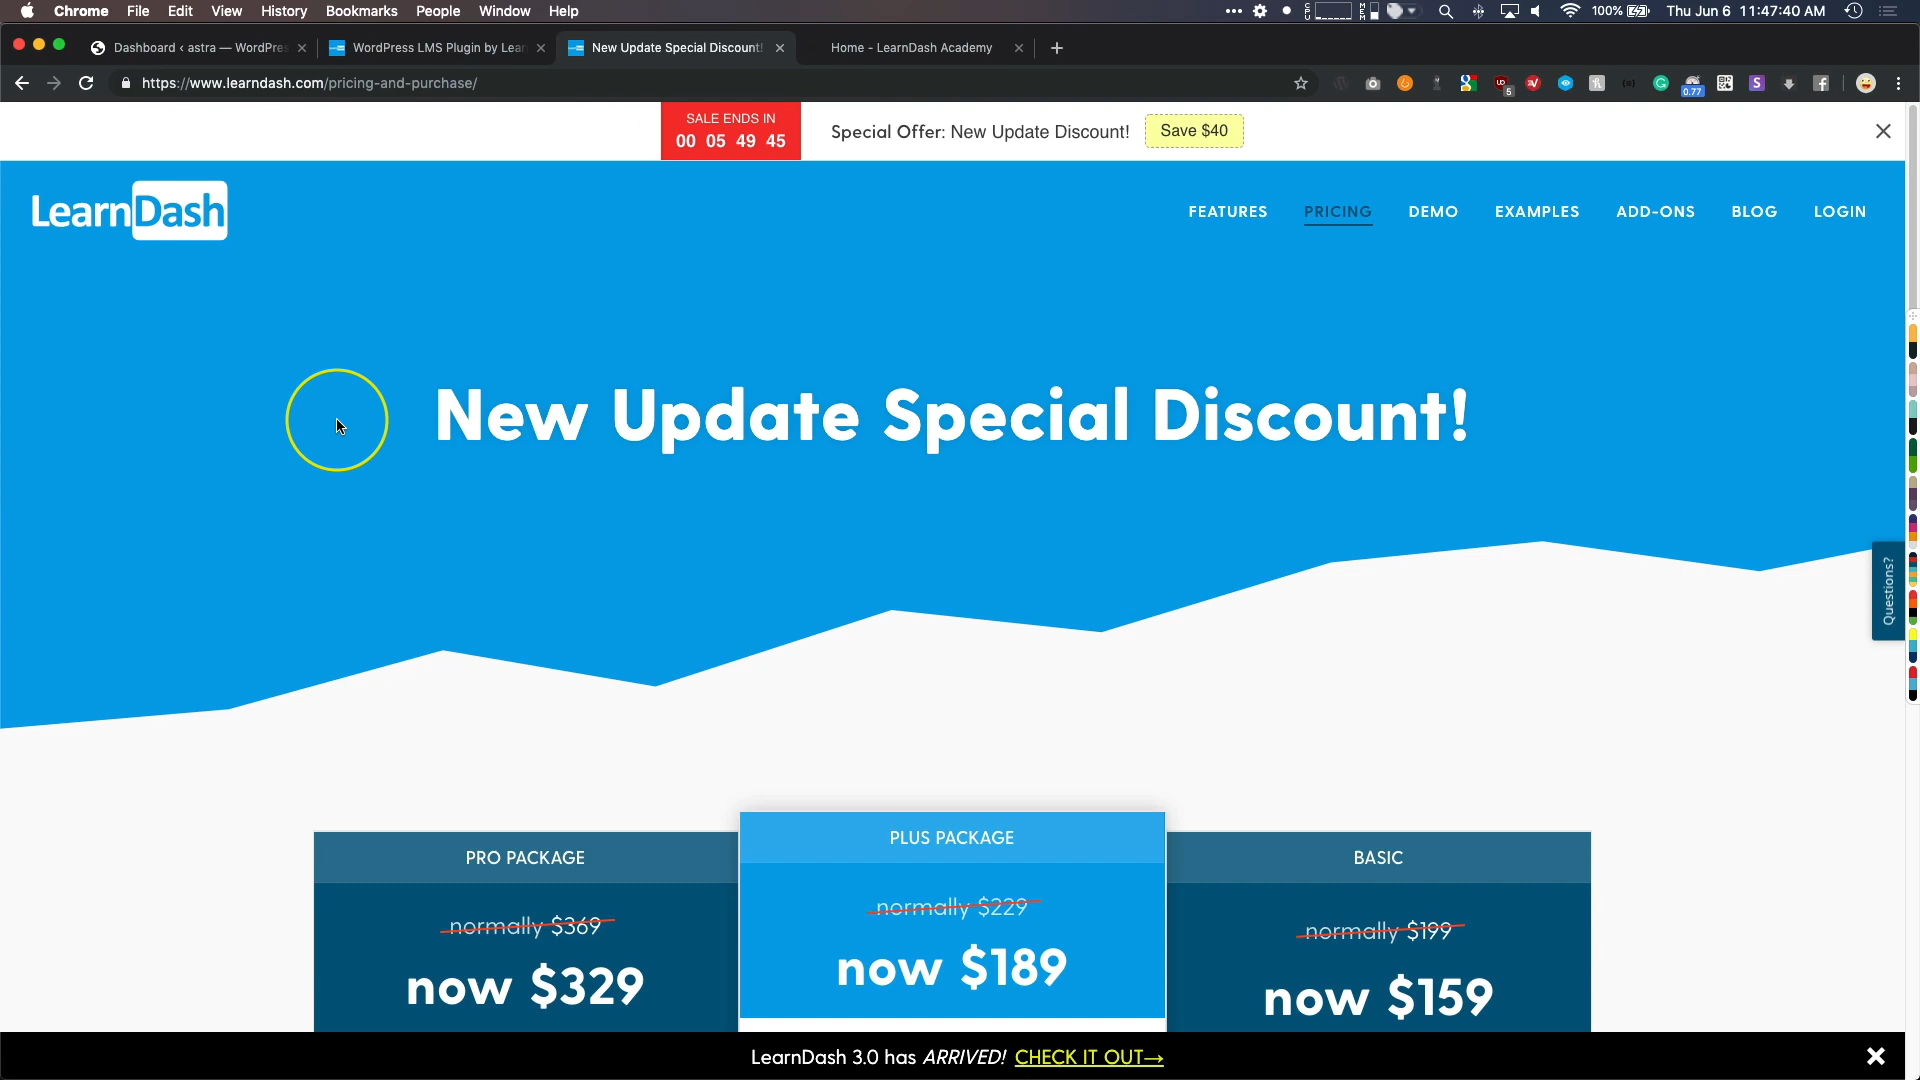 Chrome File Edit View History Bookmarks People Window Help
100% Thu Jun 6 11:47:40 AM
Dashboard ‹ astra — WordPres
WordPress LMS Plugin by Lear
New Update Special Discount!
Home - LearnDash Academy
https://www.learndash.com/pricing-and-purchase/
5
0.77
SALE ENDS IN
00 05 49 45
Special Offer: New Update Discount!
Save $40
LearnDash
FEATURES PRICING DEMO EXAMPLES ADD-ONS BLOG LOGIN
New Update Special Discount!
Questions?
PRO PACKAGE
normally $369
now $329
PLUS PACKAGE
normally $229
now $189
BASIC
normally $199
now $159
LearnDash 3.0 has ARRIVED! CHECK IT OUT→